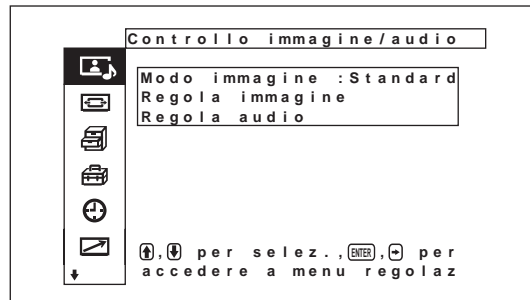 Controllo immagine/audio
Modo immagine :Standard
Regola immagine
Regola audio
↑,↓ per selez.,ENTER,→ per
accedere a menu regolaz